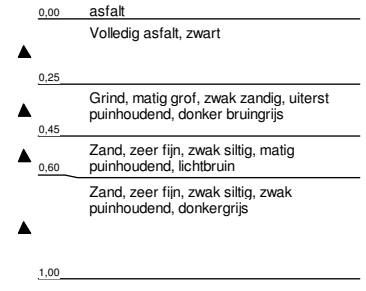 0,00 asfalt
Volledig asfalt, zwart
0,25
Grind, matig grof, zwak zandig, uiterst
puinhoudend, donker bruingrijs
0,45
Zand, zeer fijn, zwak siltig, matig
puinhoudend, lichtbruin
0,60
Zand, zeer fijn, zwak siltig, zwak
puinhoudend, donkergrijs
1,00